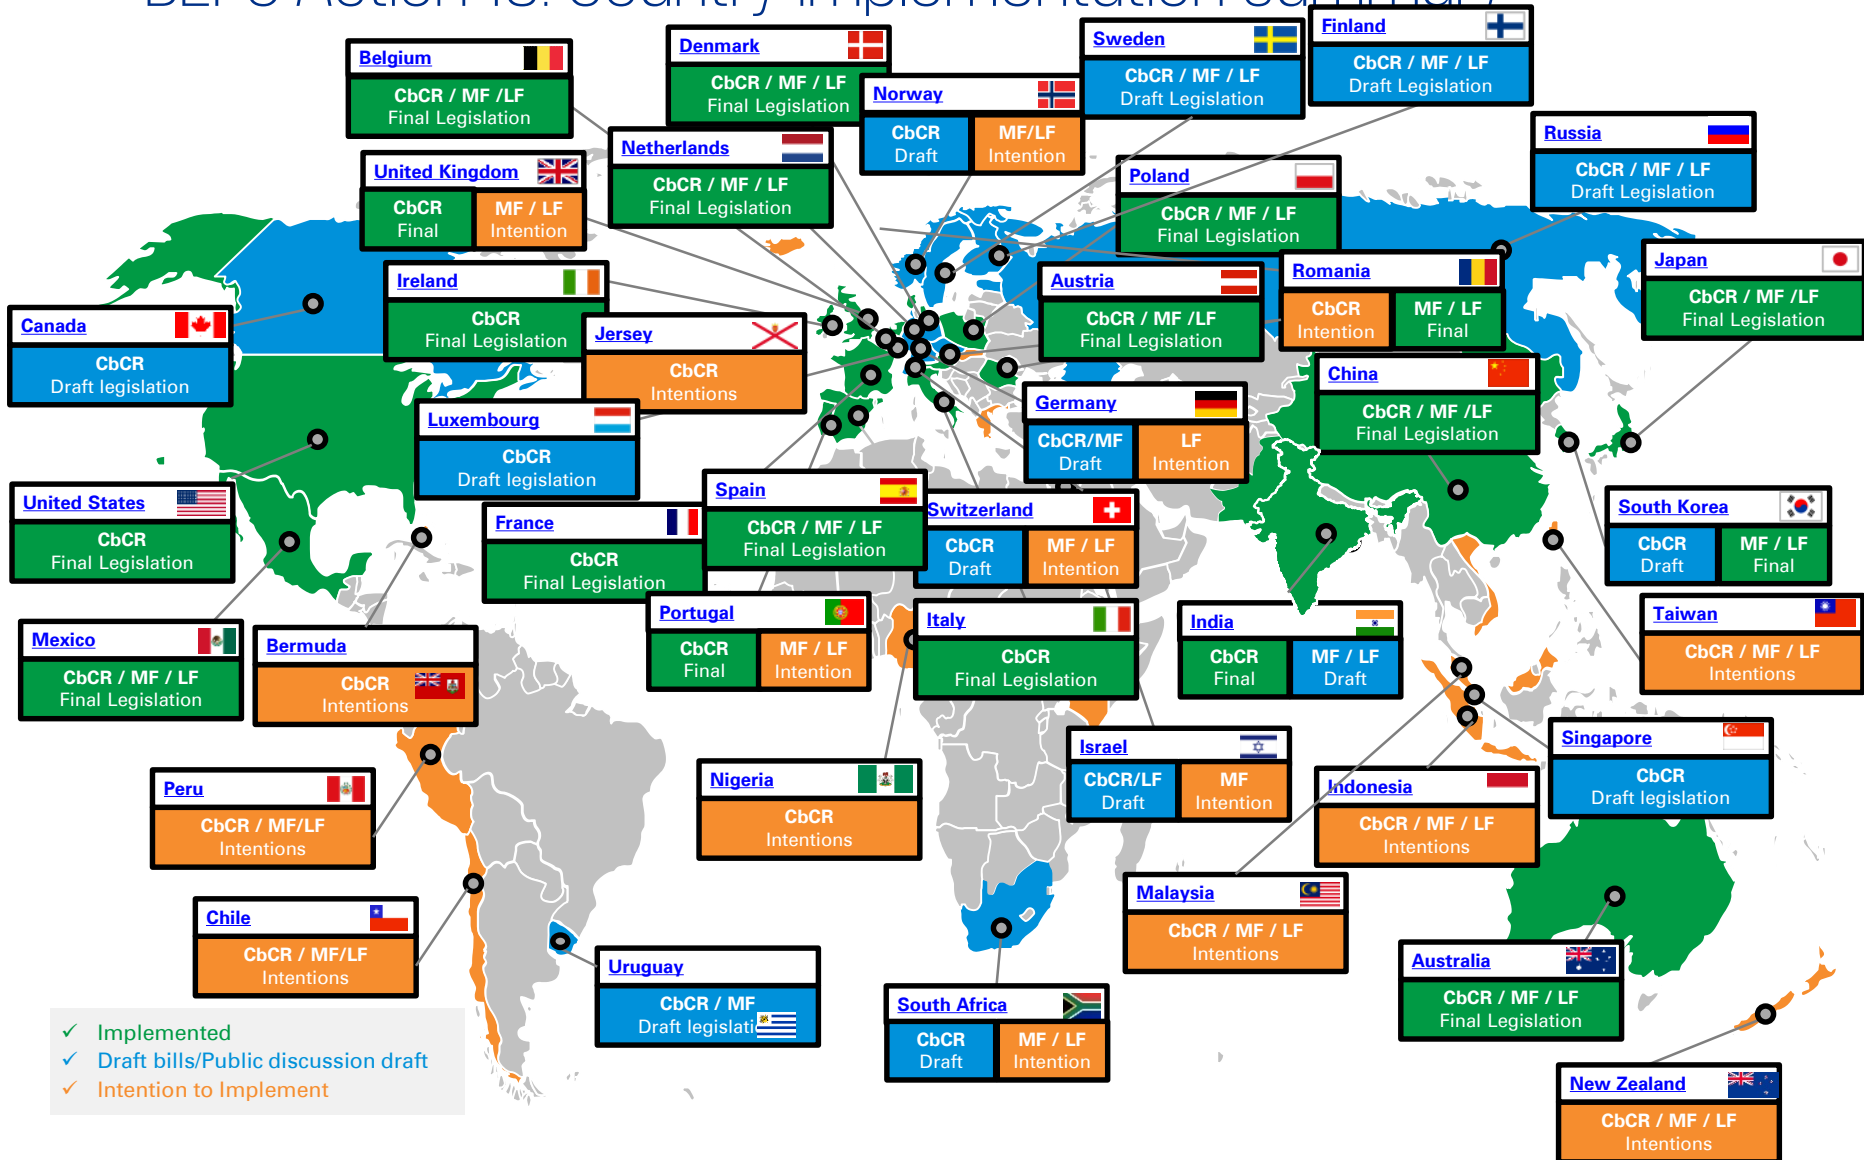 BEPS Action 13: Country implementation summary
Belgium
CbCR / MF /LF
Final Legislation
Denmark
CbCR / MF / LF
Final Legislation
Norway
CbCR
Draft
MF/LF
Intention
Sweden
CbCR / MF / LF
Draft Legislation
Finland
CbCR / MF / LF
Draft Legislation
Russia
CbCR / MF / LF
Draft Legislation
United Kingdom
CbCR
Final
MF / LF
Intention
Netherlands
CbCR / MF / LF
Final Legislation
Poland
CbCR / MF / LF
Final Legislation
Japan
CbCR / MF /LF
Final Legislation
Ireland
CbCR
Final Legislation
Austria
CbCR / MF /LF
Final Legislation
Romania
CbCR
Intention
MF / LF
Final
Canada
CbCR
Draft legislation
Jersey
CbCR
Intentions
China
CbCR / MF /LF
Final Legislation
Luxembourg
CbCR
Draft legislation
Germany
CbCR/MF
Draft
LF
Intention
United States
CbCR
Final Legislation
France
CbCR
Final Legislation
Spain
CbCR / MF / LF
Final Legislation
Switzerland
CbCR
Draft
MF / LF
Intention
South Korea
CbCR
Draft
MF / LF
Final
Mexico
CbCR / MF / LF
Final Legislation
Bermuda
CbCR
Intentions
Portugal
CbCR
Final
MF / LF
Intention
Italy
CbCR
Final Legislation
India
CbCR
Final
MF / LF
Draft
Taiwan
CbCR / MF / LF
Intentions
Peru
CbCR / MF/LF
Intentions
Nigeria
CbCR
Intentions
Israel
CbCR/LF
Draft
MF
Intention
Indonesia
CbCR / MF / LF
Intentions
Singapore
CbCR
Draft legislation
Chile
CbCR / MF/LF
Intentions
Malaysia
CbCR / MF / LF
Intentions
Uruguay
CbCR / MF
Draft legislati
South Africa
CbCR
Draft
MF / LF
Intention
Australia
CbCR / MF / LF
Final Legislation
New Zealand
CbCR / MF / LF
Intentions
✓ Implemented
✓ Draft bills/Public discussion draft
✓ Intention to Implement